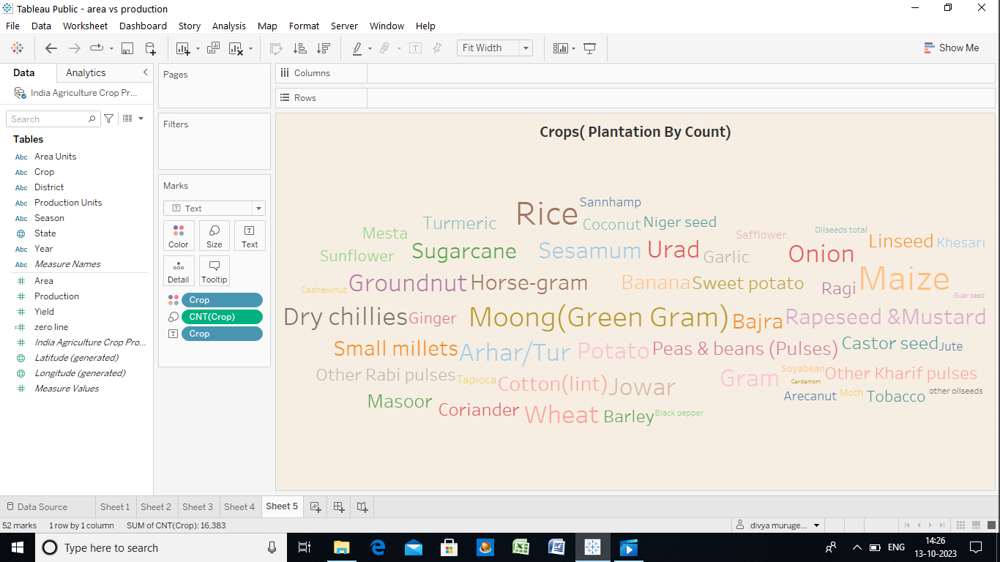 Tableau Public - area vs production
File Data Worksheet Dashboard Story Analysis Map Format Server Window Help
Fit Width
Show Me
Data Analytics
India Agriculture Crop Pr...
Search
Tables
Abc Area Units
Abc Crop
Abc District
Abc Production Units
Abc Season
State
Abc Year
Abc Measure Names
Area
Production
Yield
zero line
India Agriculture Crop Pro...
Latitude (generated)
Longitude (generated)
Measure Values
Pages
Filters
Marks
Text
Color Size Text
Detail Tooltip
Crop
CNT(Crop)
Crop
Columns
Rows
Crops( Plantation By Count)
Rice Sannhamp
Turmeric Coconut Niger seed
Mesta Safflower Oilseeds total Linseed Khesari
Sunflower Sugarcane Sesamum Urad Garlic Onion
Cashewnut Groundnut Horse-gram Banana Sweet potato Ragi Maize Guar seed
Dry chillies Ginger Moong(Green Gram) Bajra Rapeseed &Mustard
Small millets Arhar/Tur Potato Peas & beans (Pulses) Castor seed Jute
Other Rabi pulses Tapioca Cotton(lint) Jowar Gram Soyabean Cardamom Other Kharif pulses
Masoor Arecanut Moth Tobacco other oilseeds
Coriander Wheat Barley Black pepper
Data Source Sheet 1 Sheet 2 Sheet 3 Sheet 4 Sheet 5
52 marks 1 row by 1 column SUM of CNT(Crop): 16,383 divya muruge...
Type here to search
ENG
14:26
13-10-2023